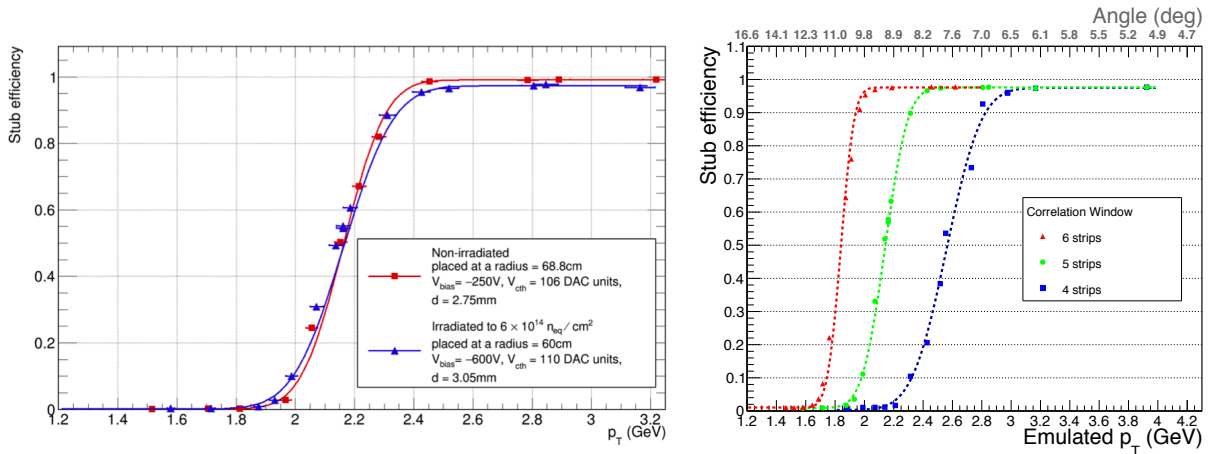 Stub efficiency
1
0.8
0.6
0.4
0.2
0
1.2 1.4 1.6 1.8 2 2.2 2.4 2.6 2.8 3 3.2
p_T (GeV)
Non-irradiated
placed at a radius = 68.8cm
V_bias = −250V, V_cth = 106 DAC units,
d = 2.75mm
Irradiated to 6 × 10^14 n_eq / cm^2
placed at a radius = 60cm
V_bias = −600V, V_cth = 110 DAC units,
d = 3.05mm
Angle (deg)
16.6 14.1 12.3 11.0 9.8 8.9 8.2 7.6 7.0 6.5 6.1 5.8 5.5 5.2 4.9 4.7
Stub efficiency
1.1
1
0.9
0.8
0.7
0.6
0.5
0.4
0.3
0.2
0.1
0
1.2 1.4 1.6 1.8 2 2.2 2.4 2.6 2.8 3 3.2 3.4 3.6 3.8 4 4.2
Emulated p_T (GeV)
Correlation Window
6 strips
5 strips
4 strips